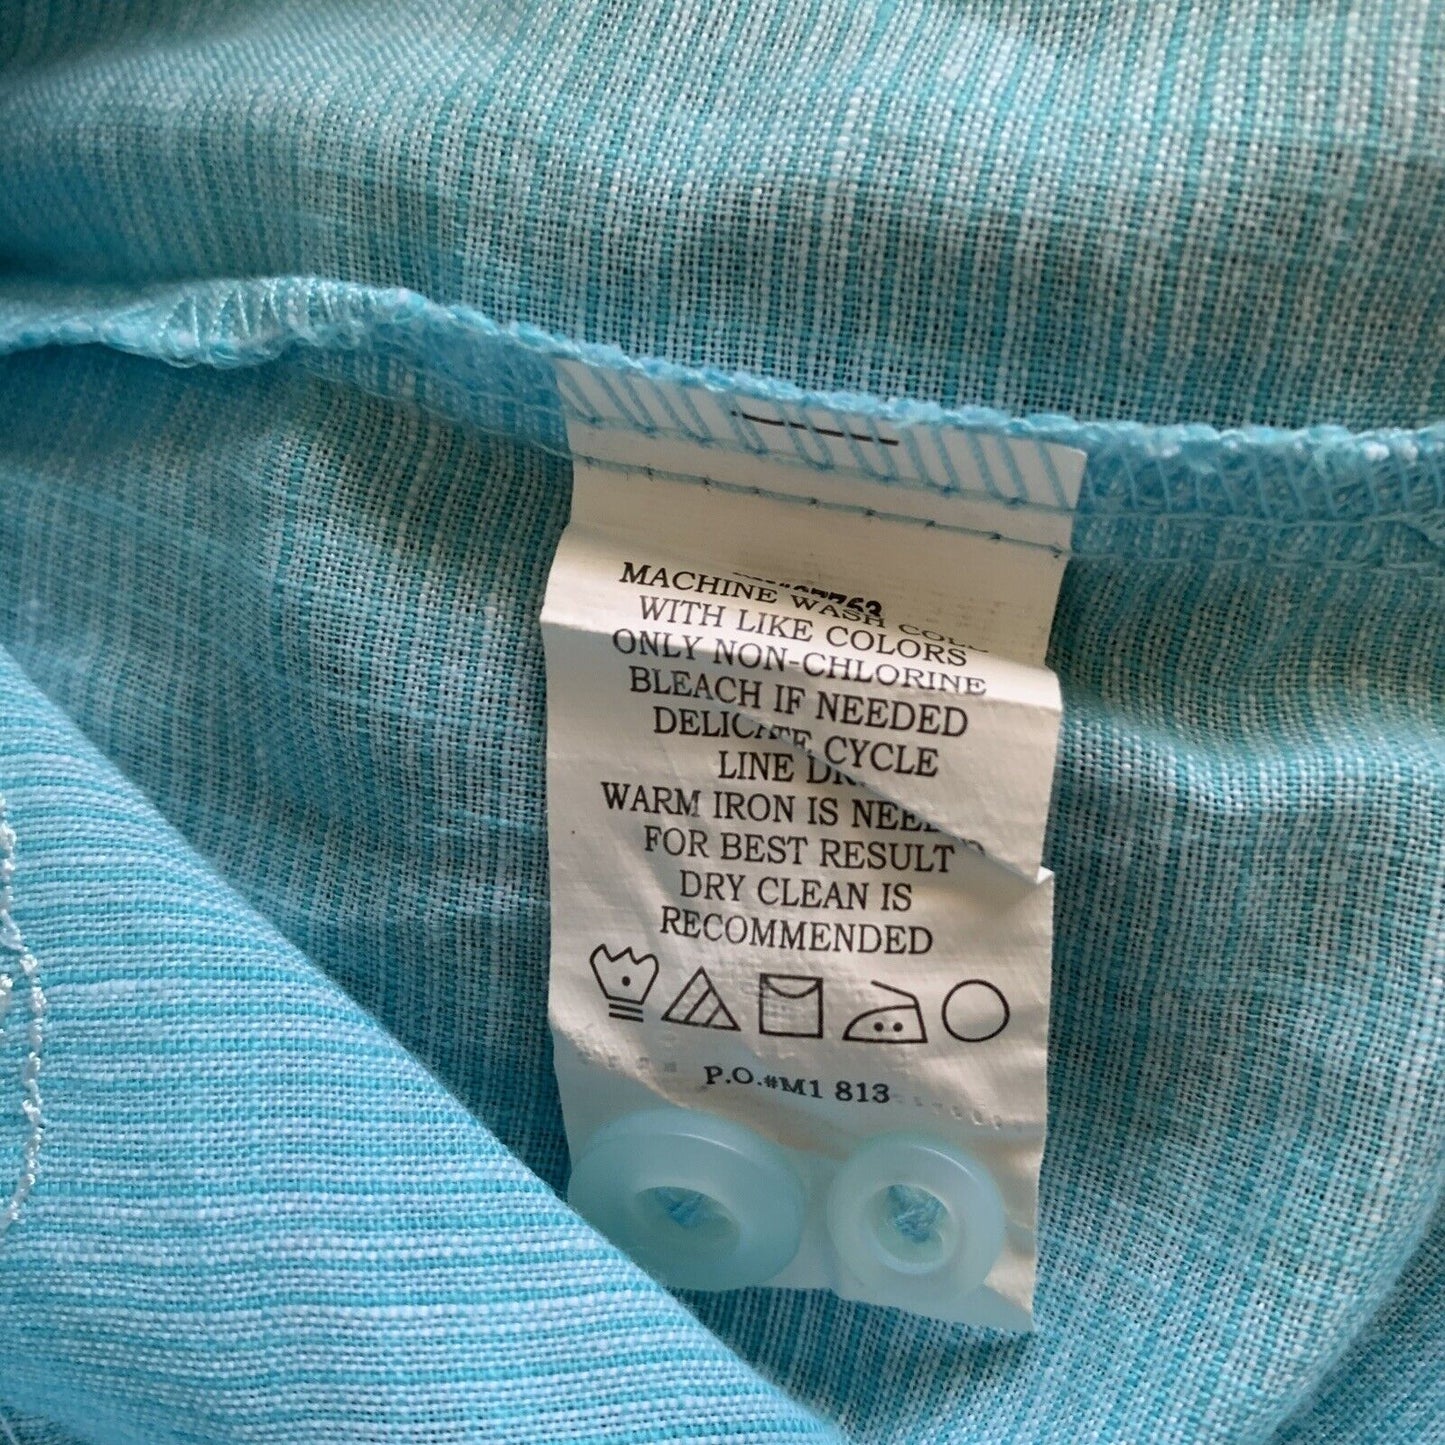 MACHINE WASH
WITH LIKE COLORS
ONLY NON-CHLORINE
BLEACH IF NEEDED
DELICATE CYCLE
LINE
WARM IRON IS
FOR BEST RESULT
DRY CLEAN IS
RECOMMENDED
P.O.#M1 813